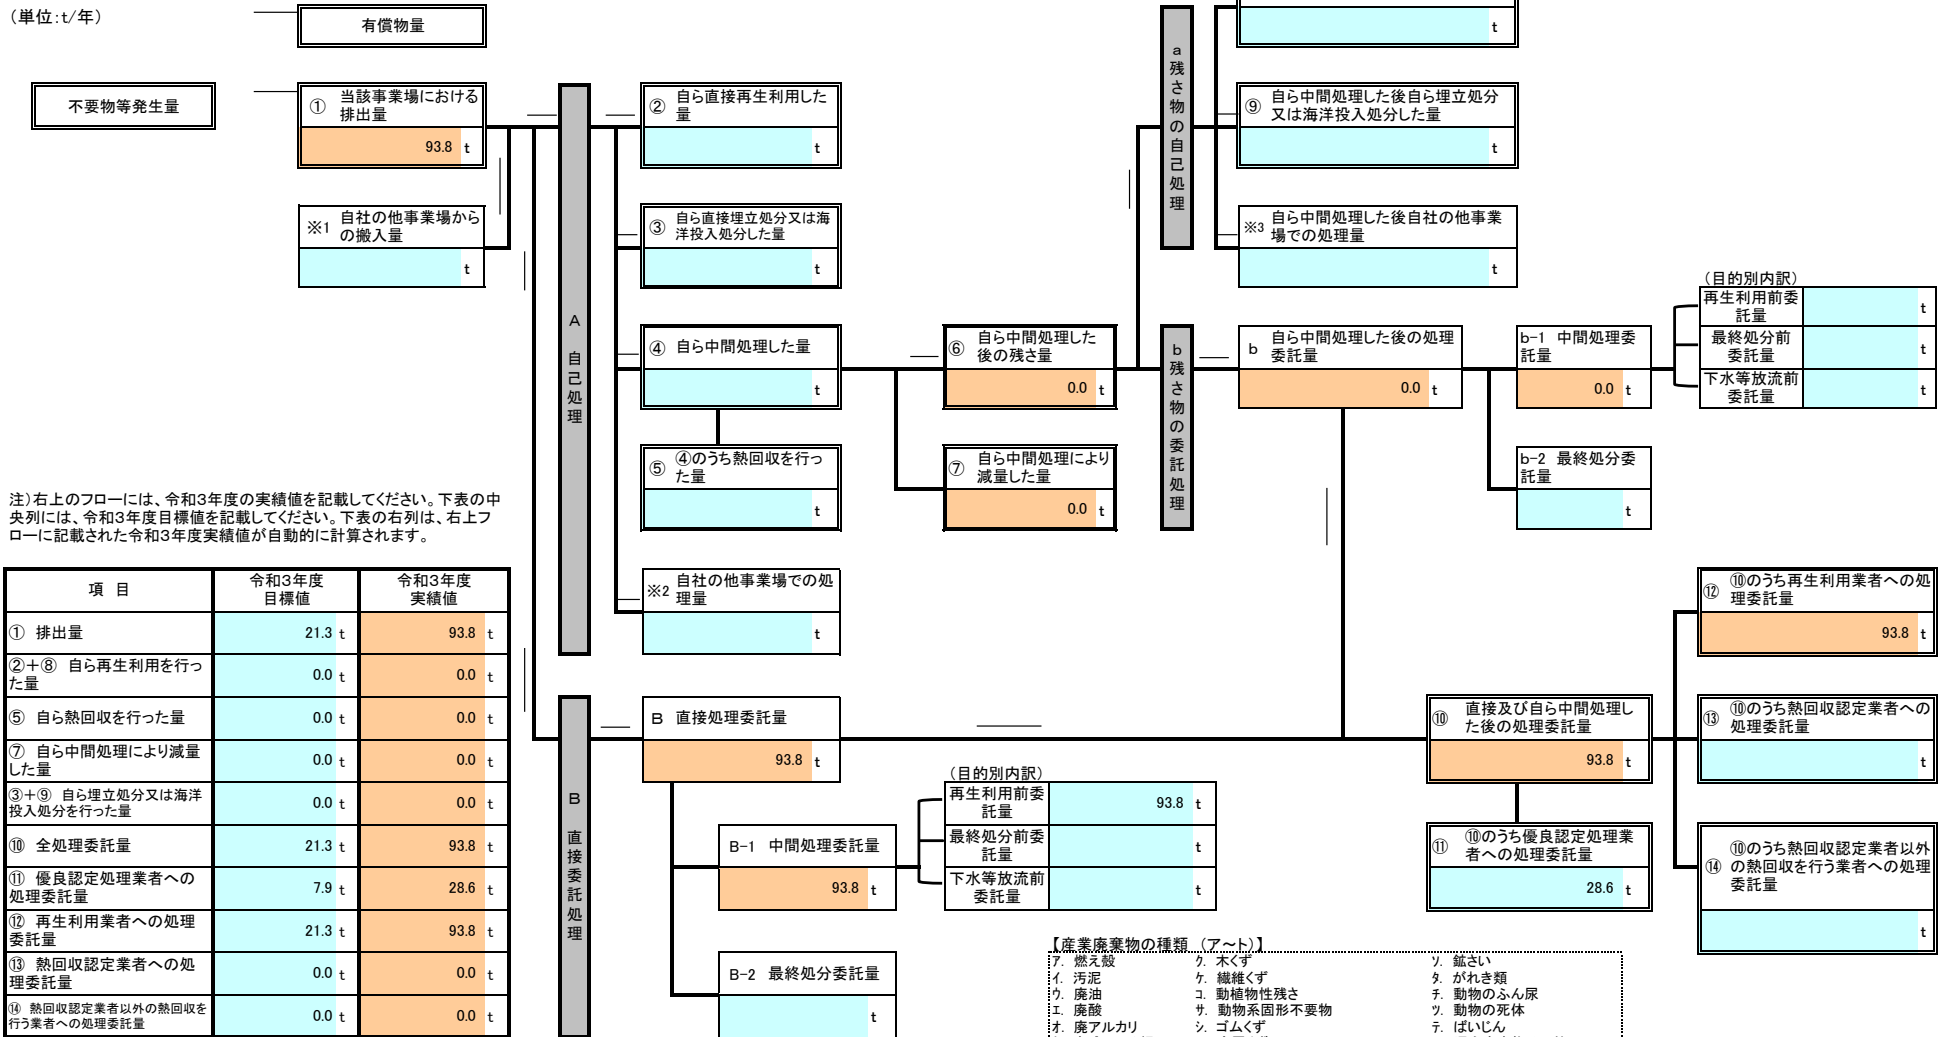 (単位:t/年)
有償物量
t
不要物等発生量
① 当該事業場における
排出量
93.8 t
※1 自社の他事業場から
の搬入量
t
A
自
己
処
理
② 自ら直接再生利用した
量
t
③ 自ら直接埋立処分又は海
洋投入処分した量
t
④ 自ら中間処理した量
t
⑤ ④のうち熱回収を行っ
た量
t
※2 自社の他事業場での処
理量
t
⑥ 自ら中間処理した
後の残さ量
0.0 t
⑦ 自ら中間処理により
減量した量
0.0 t
a
残
さ
物
の
自
己
処
理
⑨ 自ら中間処理した後自ら埋立処分
又は海洋投入処分した量
t
※3 自ら中間処理した後自社の他事業
場での処理量
t
b
残
さ
物
の
委
託
処
理
b 自ら中間処理した後の処理
委託量
0.0 t
b-1 中間処理委
託量
0.0 t
b-2 最終処分委
託量
t
(目的別内訳)
再生利用前委
託量
t
最終処分前
委託量
t
下水等放流前
委託量
t
注)右上のフローには、令和3年度の実績値を記載してください。下表の中
央列には、令和3年度目標値を記載してください。下表の右列は、右上フ
ローに記載された令和3年度実績値が自動的に計算されます。
項 目
令和3年度
目標値
令和3年度
実績値
① 排出量 21.3 t 93.8 t
②+⑧ 自ら再生利用を行っ
た量
0.0 t 0.0 t
⑤ 自ら熱回収を行った量 0.0 t 0.0 t
⑦ 自ら中間処理により減量
した量
0.0 t 0.0 t
③+⑨ 自ら埋立処分又は海洋
投入処分を行った量
0.0 t 0.0 t
⑩ 全処理委託量 21.3 t 93.8 t
⑪ 優良認定処理業者への
処理委託量
7.9 t 28.6 t
⑫ 再生利用業者への処理
委託量
21.3 t 93.8 t
⑬ 熱回収認定業者への処
理委託量
0.0 t 0.0 t
⑭ 熱回収認定業者以外の熱回収を
行う業者への処理委託量
0.0 t 0.0 t
B
直
接
委
託
処
理
B 直接処理委託量
93.8 t
B-1 中間処理委託量
93.8 t
B-2 最終処分委託量
t
(目的別内訳)
再生利用前委
託量
93.8 t
最終処分前委
託量
t
下水等放流前
委託量
t
⑩ 直接及び自ら中間処理し
た後の処理委託量
93.8 t
⑪ ⑩のうち優良認定処理業
者への処理委託量
28.6 t
⑫ ⑩のうち再生利用業者への処
理委託量
93.8 t
⑬ ⑩のうち熱回収認定業者への
処理委託量
t
⑭ ⑩のうち熱回収認定業者以外
の熱回収を行う業者への処理
委託量
t
【産業廃棄物の種類 (ア~ト)】
ア. 燃え殻 ク. 木くず ソ. 鉱さい
イ. 汚泥 ケ. 繊維くず タ. がれき類
ウ. 廃油 コ. 動植物性残さ チ. 動物のふん尿
エ. 廃酸 サ. 動物系固形不要物 ツ. 動物の死体
オ. 廃アルカリ シ. ゴムくず テ. ばいじん